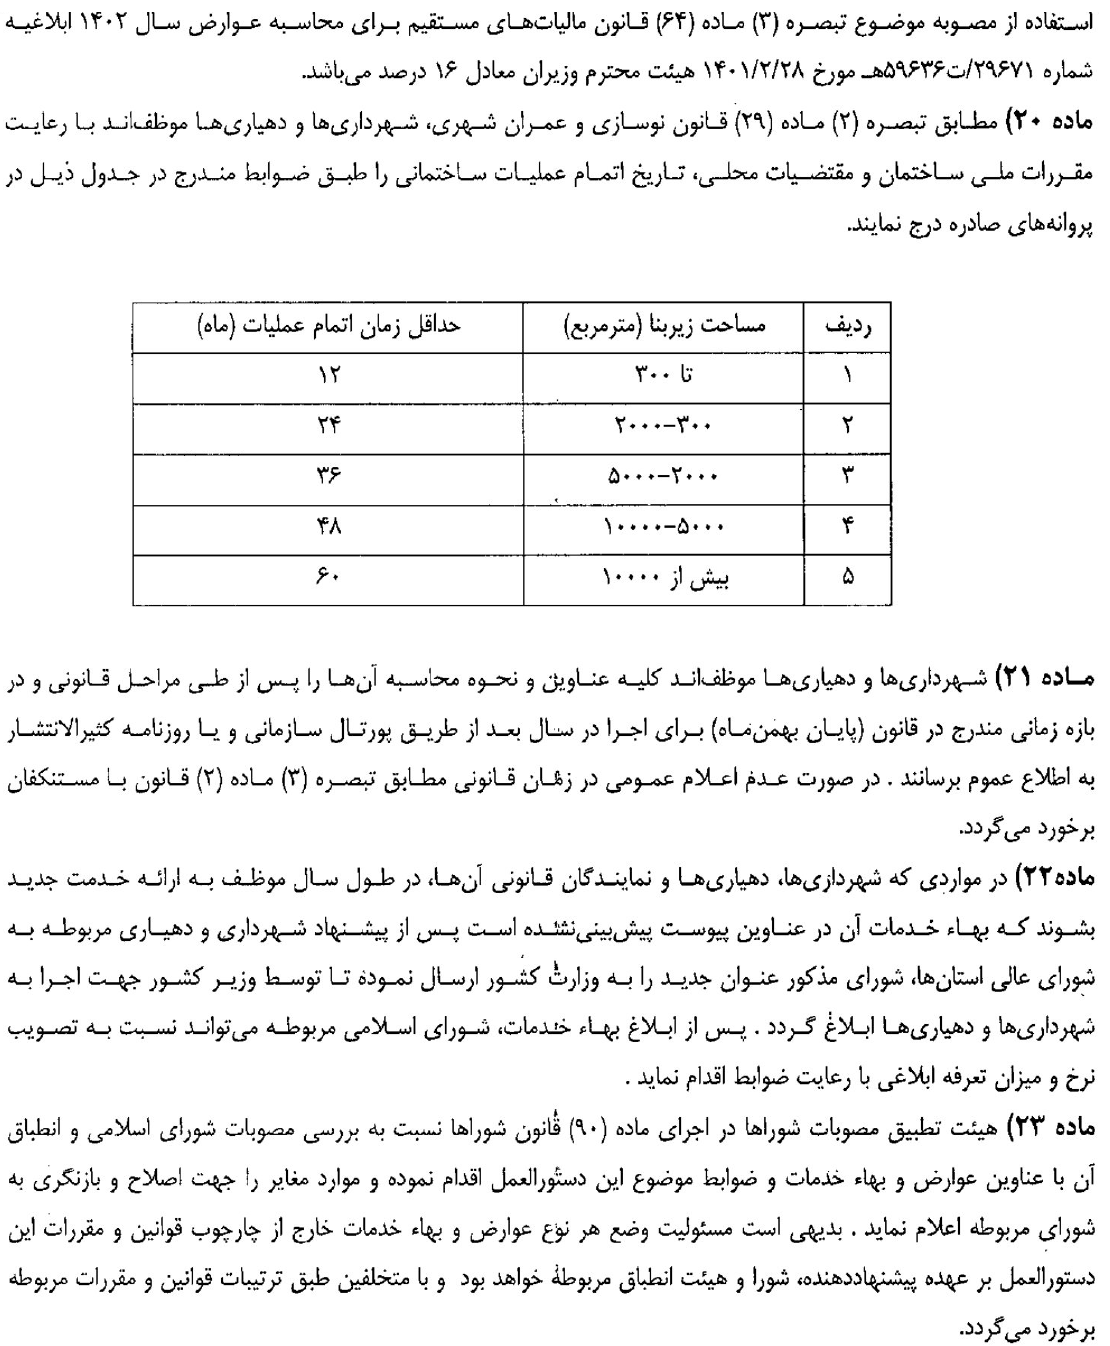 استفاده از مصوبه موضوع تبصره (۳) ماده (۶۴) قانون مالیات‌های مستقیم برای محاسبه عوارض سال ۱۴۰۲ ابلاغیه
شماره ۲۹۶۷۱/ت۵۹۶۳۶هـ مورخ ۱۴۰۱/۲/۲۸ هیئت محترم وزیران معادل ۱۶ درصد می‌باشد.
ماده ۲۰) مطابق تبصره (۲) ماده (۲۹) قانون نوسازی و عمران شهری، شهرداری‌ها و دهیاری‌ها موظف‌اند با رعایت
مقررات ملی ساختمان و مقتضیات محلی، تاریخ اتمام عملیات ساختمانی را طبق ضوابط مندرج در جدول ذیل در
پروانه‌های صادره درج نمایند.
ردیف مساحت زیربنا (مترمربع) حداقل زمان اتمام عملیات (ماه)
۱ تا ۳۰۰ ۱۲
۲ ۳۰۰-۲۰۰۰ ۲۴
۳ ۲۰۰۰-۵۰۰۰ ۳۶
۴ ۵۰۰۰-۱۰۰۰۰ ۴۸
۵ بیش از ۱۰۰۰۰ ۶۰
ماده ۲۱) شهرداری‌ها و دهیاری‌ها موظف‌اند کلیه عناوین و نحوه محاسبه آن‌ها را پس از طی مراحل قانونی و در
بازه زمانی مندرج در قانون (پایان بهمن‌ماه) برای اجرا در سال بعد از طریق پورتال سازمانی و یا روزنامه کثیرالانتشار
به اطلاع عموم برسانند . در صورت عدم اعلام عمومی در زمان قانونی مطابق تبصره (۳) ماده (۲) قانون با مستنکفان
برخورد می‌گردد.
ماده۲۲) در مواردی که شهرداری‌ها، دهیاری‌ها و نمایندگان قانونی آن‌ها، در طول سال موظف به ارائه خدمت جدید
بشوند که بهاء خدمات آن در عناوین پیوست پیش‌بینی‌نشده است پس از پیشنهاد شهرداری و دهیاری مربوطه به
شورای عالی استان‌ها، شورای مذکور عنوان جدید را به وزارت کشور ارسال نموده تا توسط وزیر کشور جهت اجرا به
شهرداری‌ها و دهیاری‌ها ابلاغ گردد . پس از ابلاغ بهاء خدمات، شورای اسلامی مربوطه می‌تواند نسبت به تصویب
نرخ و میزان تعرفه ابلاغی با رعایت ضوابط اقدام نماید .
ماده ۲۳) هیئت تطبیق مصوبات شوراها در اجرای ماده (۹۰) قانون شوراها نسبت به بررسی مصوبات شورای اسلامی و انطباق
آن با عناوین عوارض و بهاء خدمات و ضوابط موضوع این دستورالعمل اقدام نموده و موارد مغایر را جهت اصلاح و بازنگری به
شورای مربوطه اعلام نماید . بدیهی است مسئولیت وضع هر نوع عوارض و بهاء خدمات خارج از چارچوب قوانین و مقررات این
دستورالعمل بر عهده پیشنهاددهنده، شورا و هیئت انطباق مربوطه خواهد بود و با متخلفین طبق ترتیبات قوانین و مقررات مربوطه
برخورد می‌گردد.